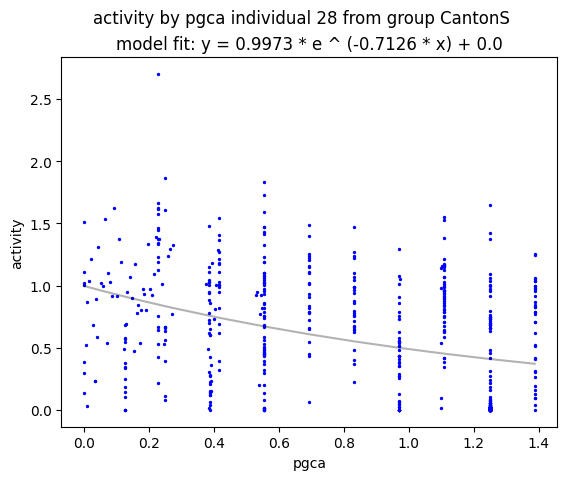 activity by pgca individual 28 from group CantonS
model fit: y = 0.9973 * e ^ (-0.7126 * x) + 0.0
activity
2.5
2.0
1.5
1.0
0.5
0.0
0.0 0.2 0.4 0.6 0.8 1.0 1.2 1.4
pgca